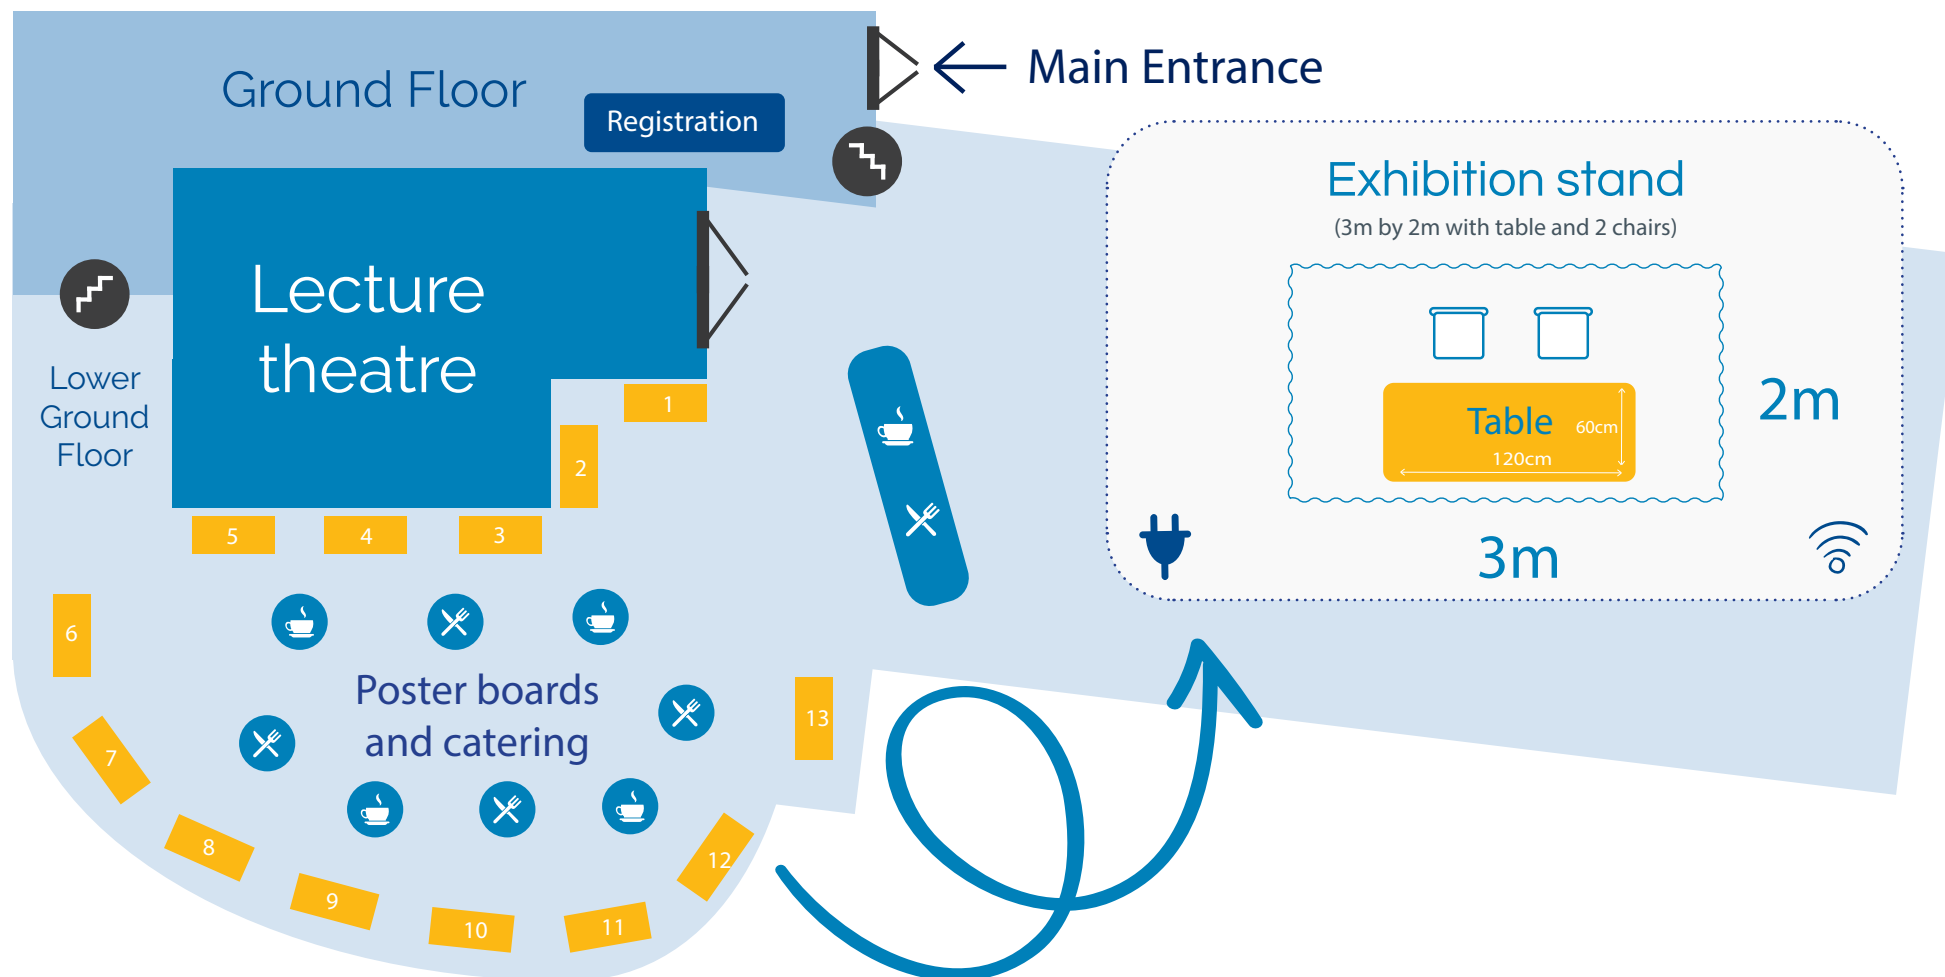 Ground Floor
Main Entrance
Registration
Exhibition stand
(3m by 2m with table and 2 chairs)
Lecture
theatre
Lower
Ground
Floor
1
2
5
4
3
Table
60cm
120cm
2m
3m
6
Poster boards
and catering
13
7
8
12
9
10
11